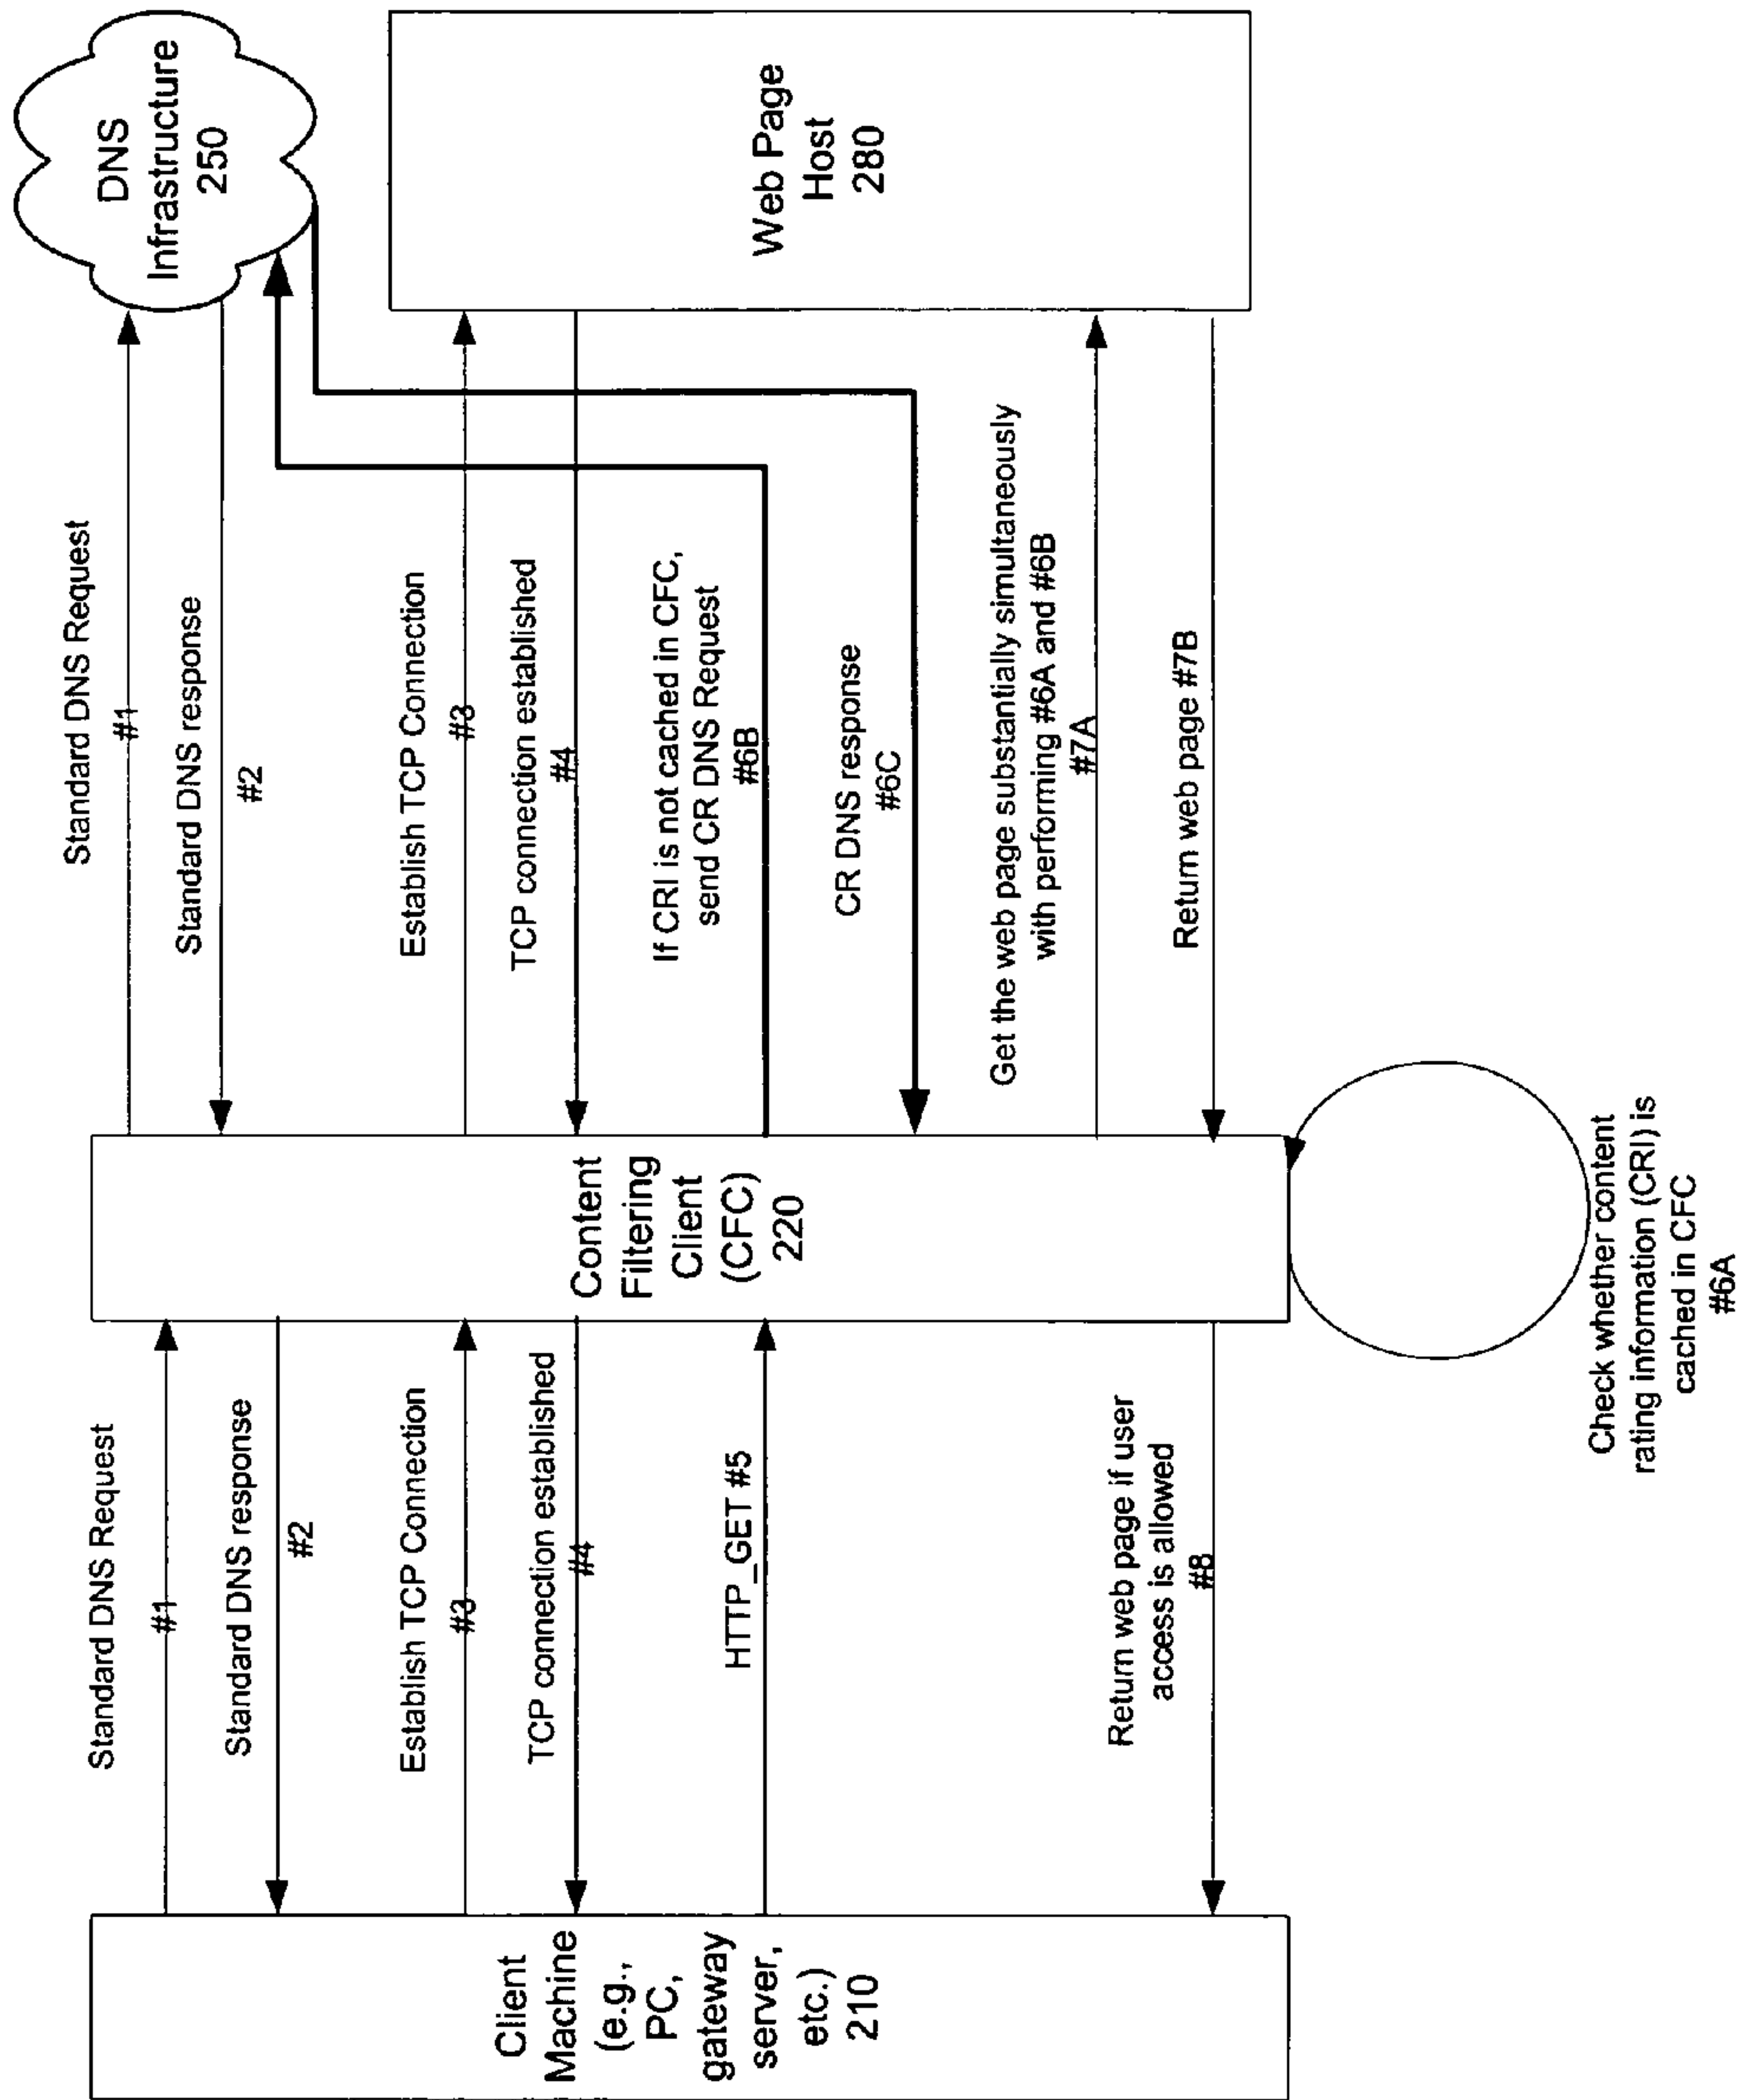 Client
Machine
(e.g.,
PC,
gateway
server,
etc.)
210
Standard DNS Request
#1
Standard DNS response
#2
Establish TCP Connection
#3
TCP connection established
#4
HTTP_GET #5
Return web page if user
access is allowed
#8
Content
Filtering
Client
(CFC)
220
Check whether content
rating information (CRI) is
cached in CFC
#6A
Standard DNS Request
#1
Standard DNS response
#2
Establish TCP Connection
#3
TCP connection established
#4
If CRI is not cached in CFC,
send CR DNS Request
#6B
CR DNS response
#6C
Get the web page substantially simultaneously
with performing #6A and #6B
#7A
Return web page #7B
DNS
Infrastructure
250
Web Page
Host
280